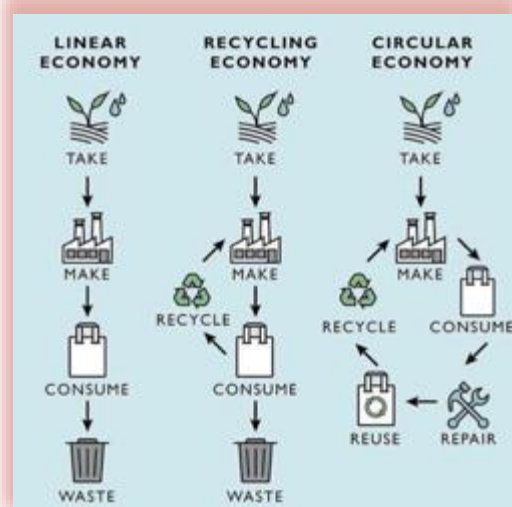 LINEAR
ECONOMY
TAKE
MAKE
CONSUME
WASTE
RECYCLING
ECONOMY
TAKE
MAKE
RECYCLE
CONSUME
WASTE
CIRCULAR
ECONOMY
TAKE
MAKE
CONSUME
RECYCLE
REUSE
REPAIR